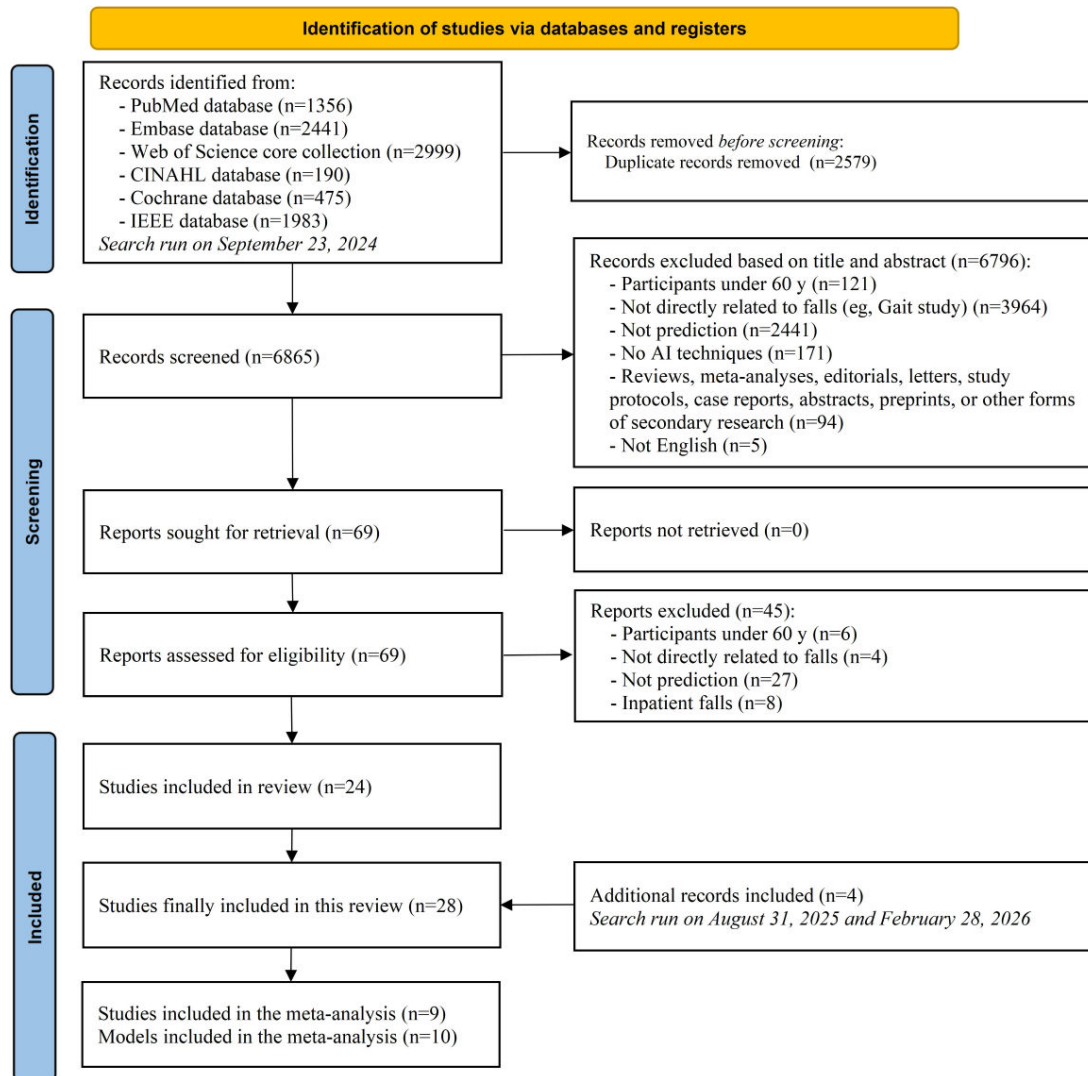 Identification of studies via databases and registers
Identification
Records identified from:
- PubMed database (n=1356)
- Embase database (n=2441)
- Web of Science core collection (n=2999)
- CINAHL database (n=190)
- Cochrane database (n=475)
- IEEE database (n=1983)
Search run on September 23, 2024
Records removed before screening:
Duplicate records removed (n=2579)
Screening
Records screened (n=6865)
Records excluded based on title and abstract (n=6796):
- Participants under 60 y (n=121)
- Not directly related to falls (eg, Gait study) (n=3964)
- Not prediction (n=2441)
- No AI techniques (n=171)
- Reviews, meta-analyses, editorials, letters, study
protocols, case reports, abstracts, preprints, or other forms
of secondary research (n=94)
- Not English (n=5)
Reports sought for retrieval (n=69)
Reports not retrieved (n=0)
Reports assessed for eligibility (n=69)
Reports excluded (n=45):
- Participants under 60 y (n=6)
- Not directly related to falls (n=4)
- Not prediction (n=27)
- Inpatient falls (n=8)
Included
Studies included in review (n=24)
Studies finally included in this review (n=28)
Additional records included (n=4)
Search run on August 31, 2025 and February 28, 2026
Studies included in the meta-analysis (n=9)
Models included in the meta-analysis (n=10)